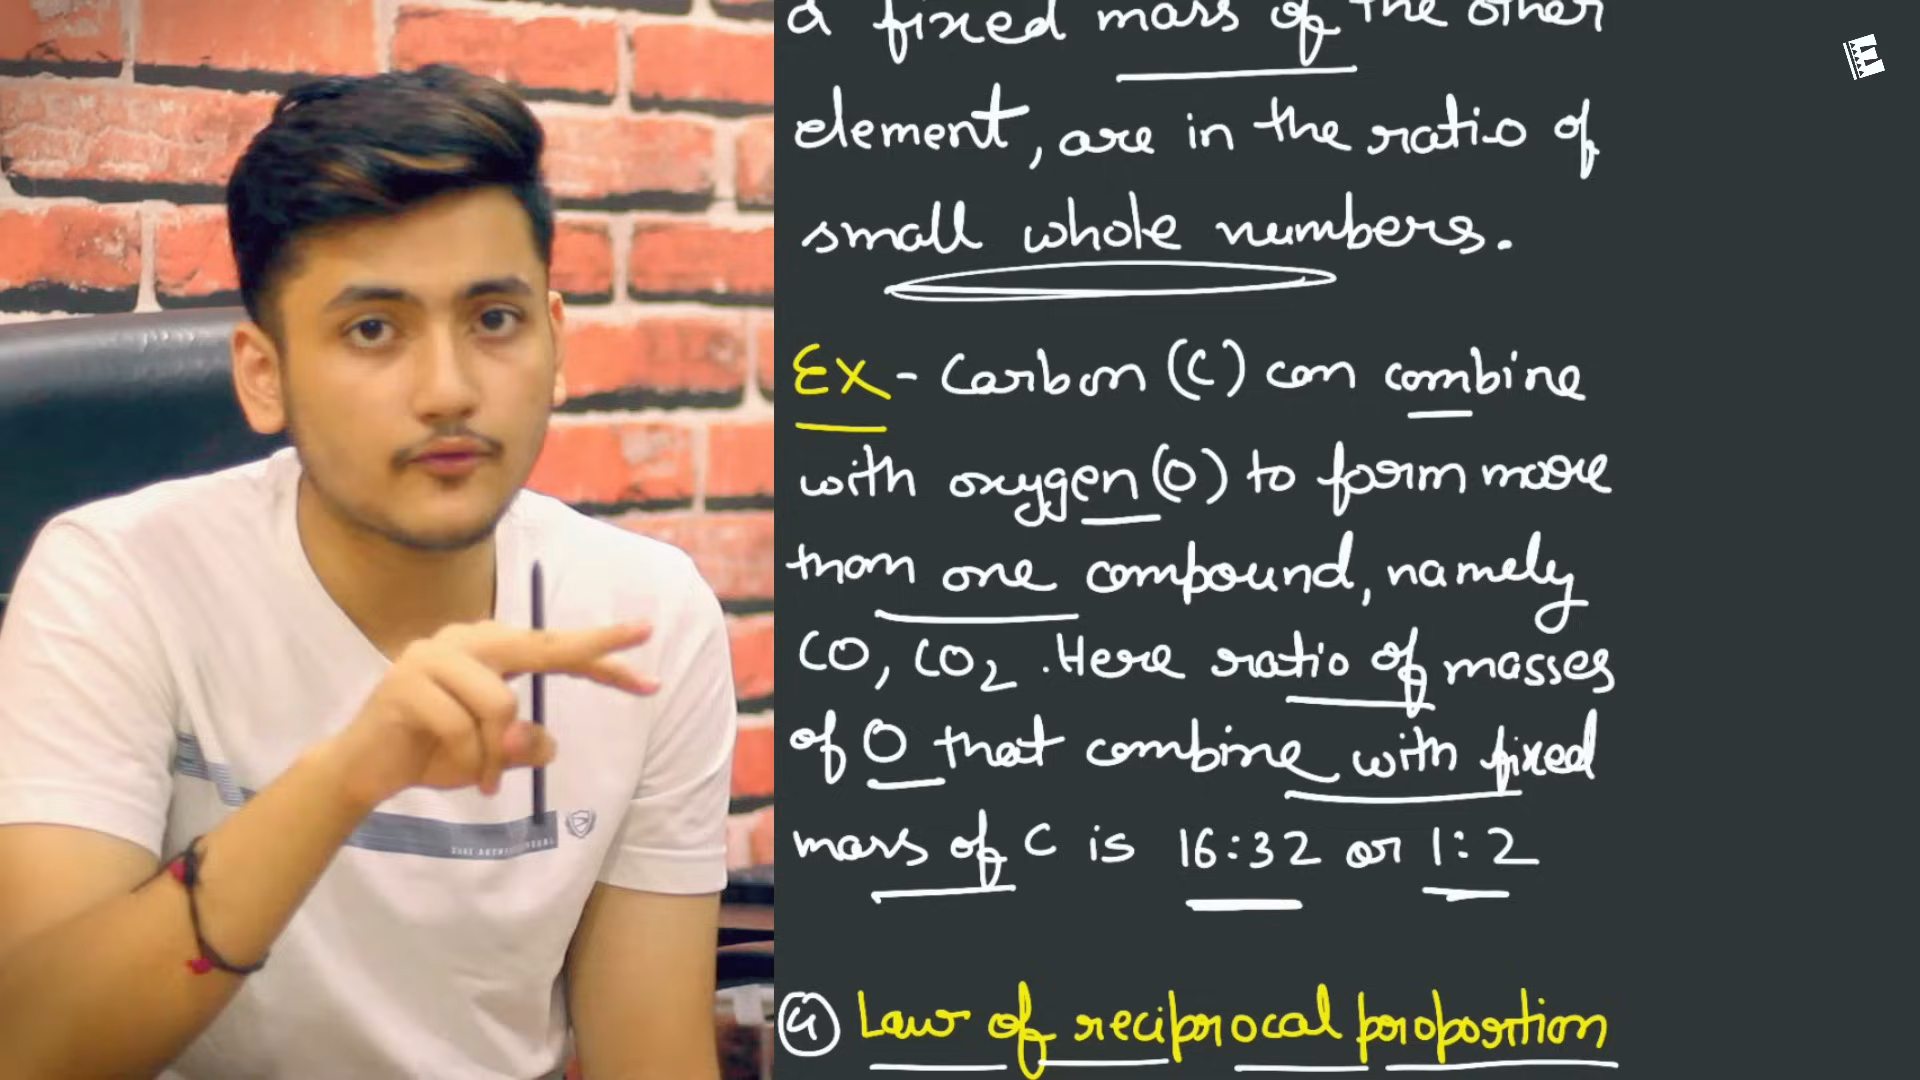 a fixed mass of the other
element, are in the ratio of
small whole numbers.
Ex - Carbon (C) can combine
with oxygen (O) to form more
than one compound, namely
CO, CO₂. Here ratio of masses
of O that combine with fixed
mass of C is 16:32 or 1:2
④ Law of reciprocal proportion